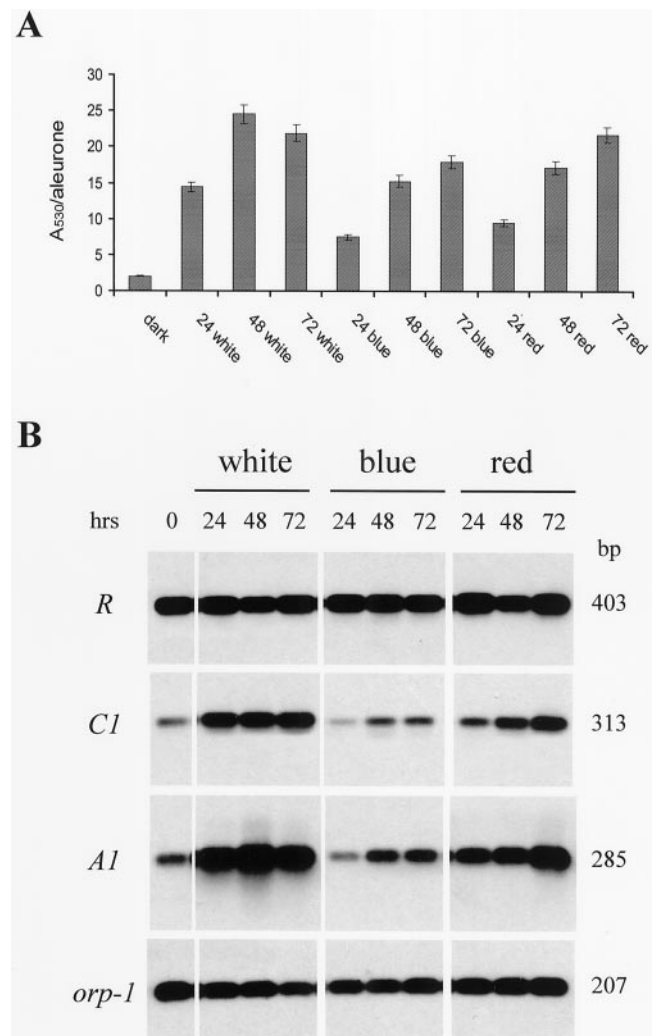 A
A530/aleurone
30
25
20
15
10
5
0
dark
24 white
48 white
72 white
24 blue
48 blue
72 blue
24 red
48 red
72 red
B
white blue red
hrs 0 24 48 72 24 48 72 24 48 72
bp
R 403
C1 313
A1 285
orp-1 207